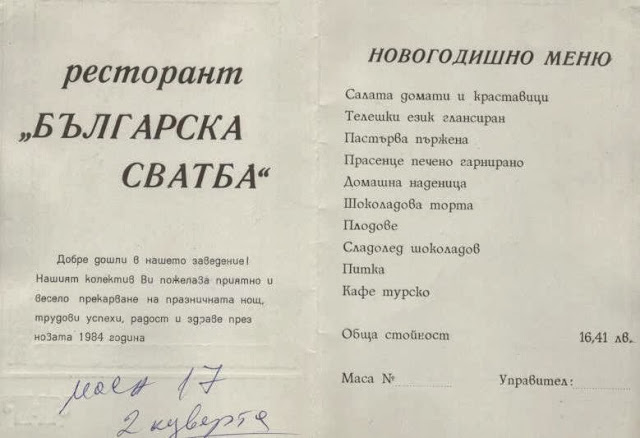 ресторант
„БЪЛГАРСКА
СВАТБА“
Добре дошли в нашето заведение!
Нашият колектив Ви пожелава приятно и
весело прекарване на празничната нощ,
трудови успехи, радост и здраве през
новата 1984 година
маса 17
2 куверта
НОВОГОДИШНО МЕНЮ
Салата домати и краставици
Телешки език глансиран
Пастърва пържена
Прасенце печено гарнирано
Домашна наденица
Шоколадова торта
Плодове
Сладолед шоколадов
Питка
Кафе турско
Обща стойност 16,41 лв.
Маса № Управител: